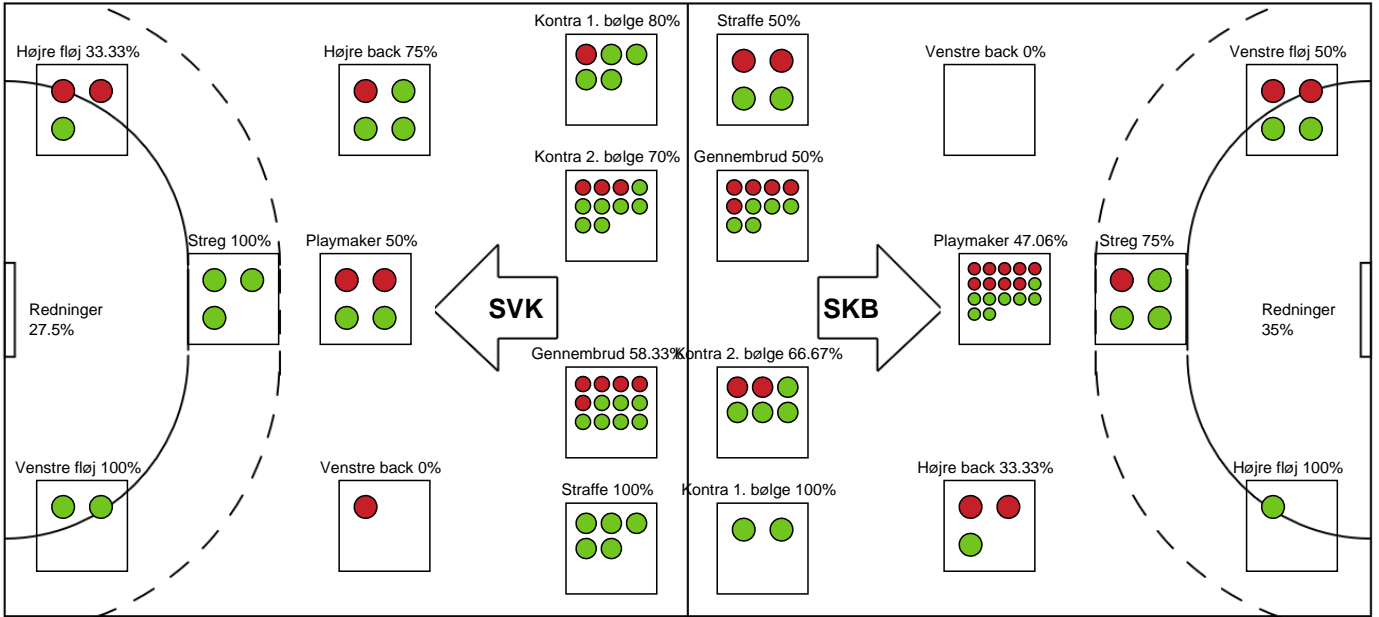 Kontra 1. bølge 80%
Straffe 50%
Højre fløj 33.33%
Højre back 75%
Venstre back 0%
Venstre fløj 50%
Kontra 2. bølge 70%
Gennembrud 50%
Streg 100%
Playmaker 50%
Playmaker 47.06%
Streg 75%
Redninger
27.5%
SVK
SKB
Redninger
35%
Gennembrud 58.33%
Kontra 2. bølge 66.67%
Venstre fløj 100%
Venstre back 0%
Straffe 100%
Kontra 1. bølge 100%
Højre back 33.33%
Højre fløj 100%